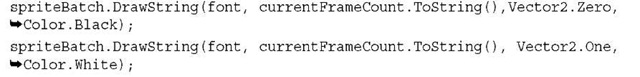 spriteBatch.DrawString(font, currentFrameCount.ToString(),Vector2.Zero,
➥Color.Black);
spriteBatch.DrawString(font, currentFrameCount.ToString(), Vector2.One,
➥Color.White);